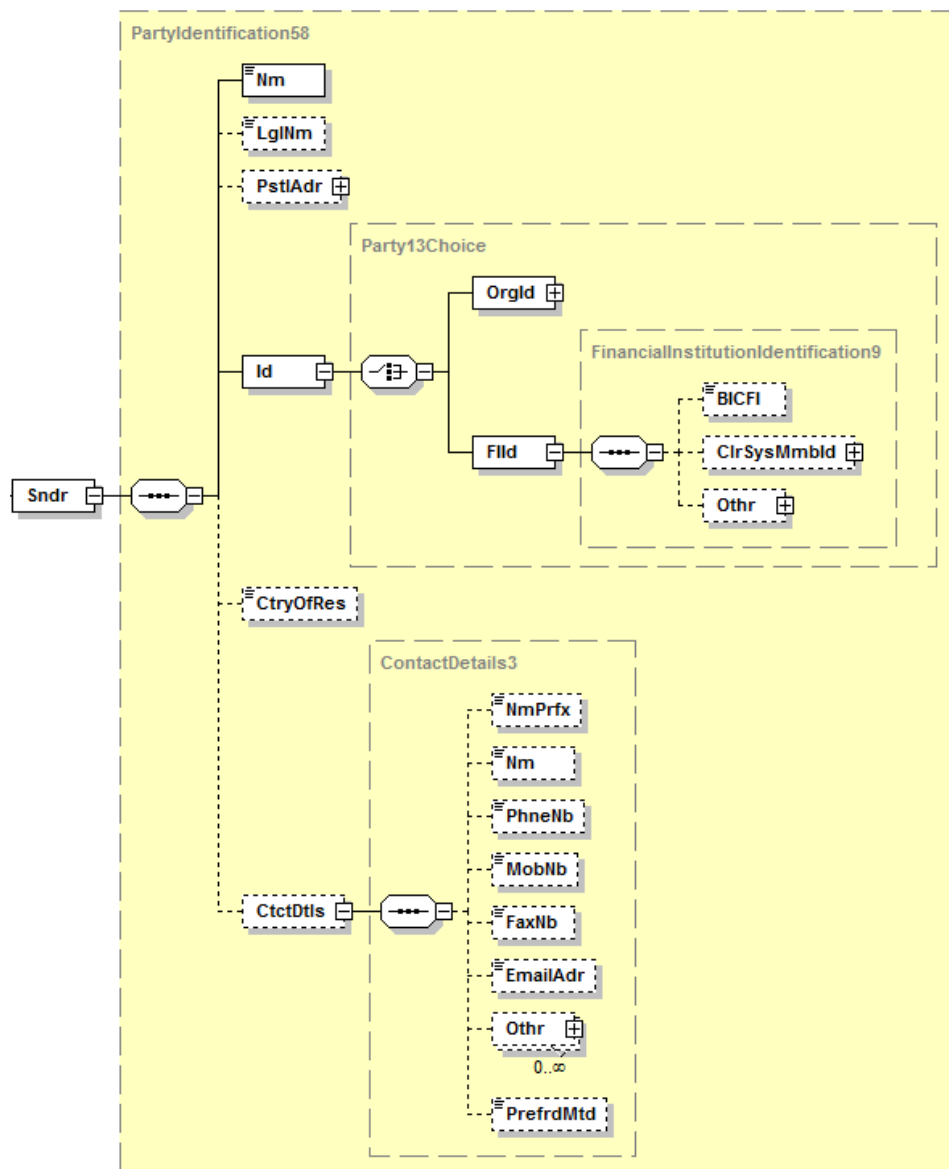 PartyIdentification58
Nm
LglNm
PstlAdr
Party13Choice
OrgId
FinancialInstitutionIdentification9
Id
BICFI
FIId
ClrSysMmbId
Othr
Sndr
CtryOfRes
ContactDetails3
NmPrfx
Nm
PhneNb
MobNb
CtctDtls
FaxNb
EmailAdr
Othr
0..∞
PrefrdMtd